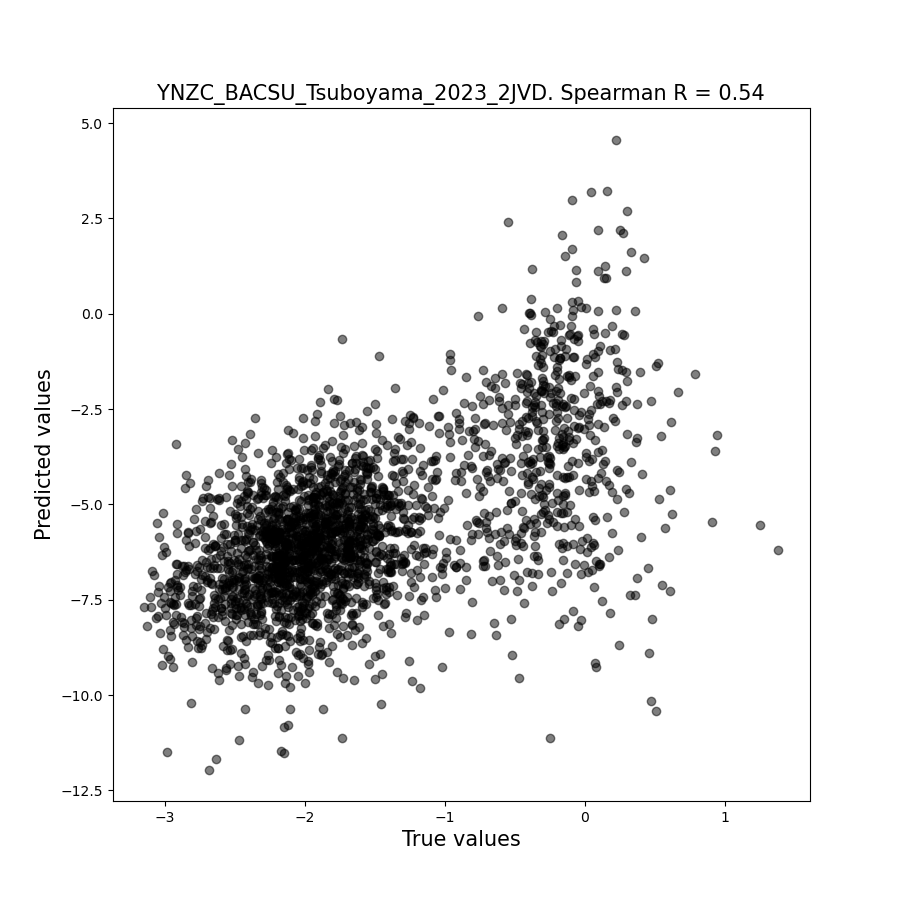 YNZC_BACSU_Tsuboyama_2023_2JVD. Spearman R = 0.54
5.0
2.5
0.0
−2.5
−5.0
−7.5
−10.0
−12.5
Predicted values
−3 −2 −1 0 1
True values